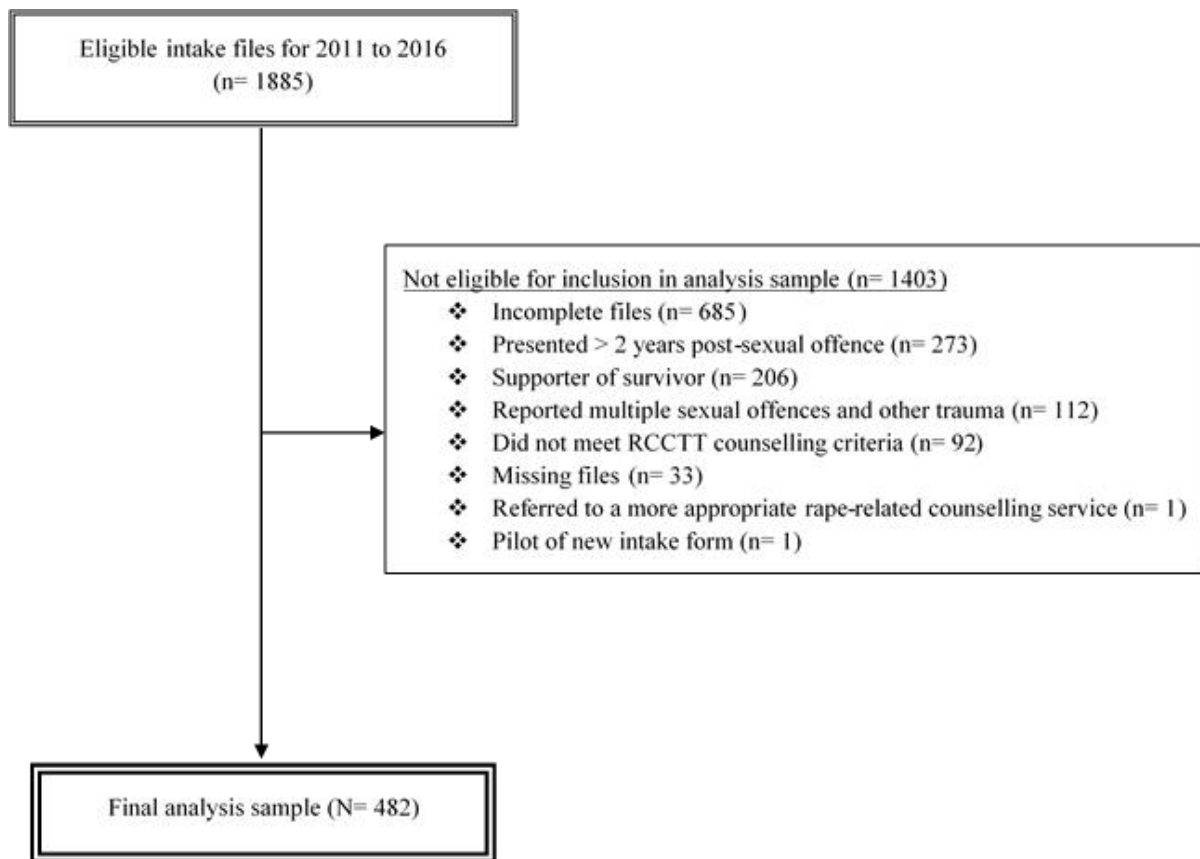 Eligible intake files for 2011 to 2016
(n= 1885)
Not eligible for inclusion in analysis sample (n= 1403)
❖ Incomplete files (n= 685)
❖ Presented > 2 years post-sexual offence (n= 273)
❖ Supporter of survivor (n= 206)
❖ Reported multiple sexual offences and other trauma (n= 112)
❖ Did not meet RCCTT counselling criteria (n= 92)
❖ Missing files (n= 33)
❖ Referred to a more appropriate rape-related counselling service (n= 1)
❖ Pilot of new intake form (n= 1)
Final analysis sample (N= 482)